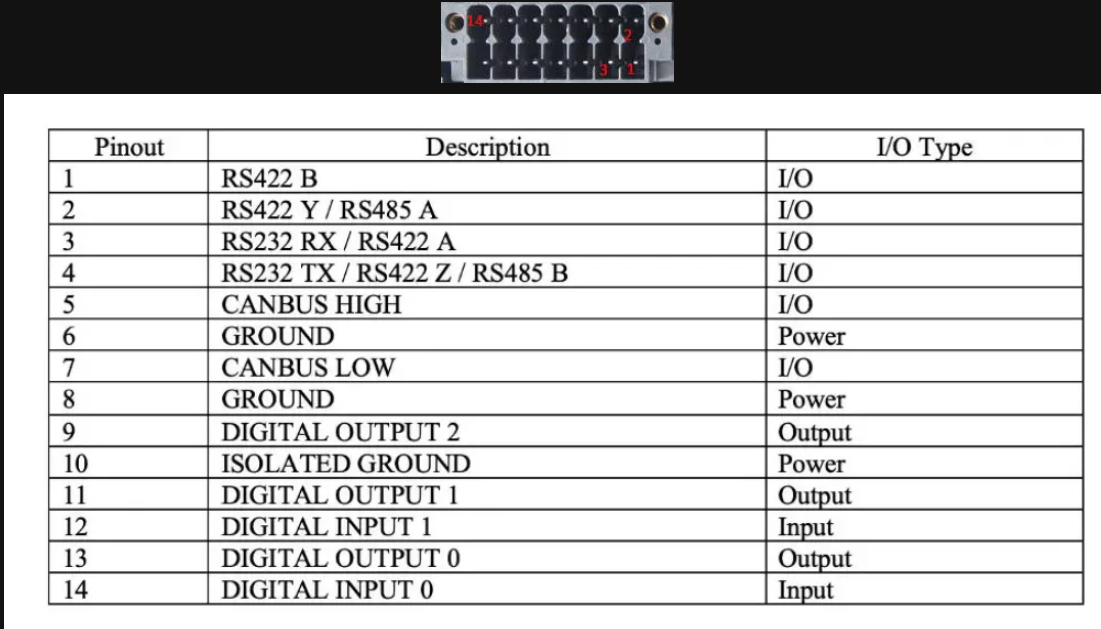 14
2
3 1
Pinout Description I/O Type
1 RS422 B I/O
2 RS422 Y / RS485 A I/O
3 RS232 RX / RS422 A I/O
4 RS232 TX / RS422 Z / RS485 B I/O
5 CANBUS HIGH I/O
6 GROUND Power
7 CANBUS LOW I/O
8 GROUND Power
9 DIGITAL OUTPUT 2 Output
10 ISOLATED GROUND Power
11 DIGITAL OUTPUT 1 Output
12 DIGITAL INPUT 1 Input
13 DIGITAL OUTPUT 0 Output
14 DIGITAL INPUT 0 Input